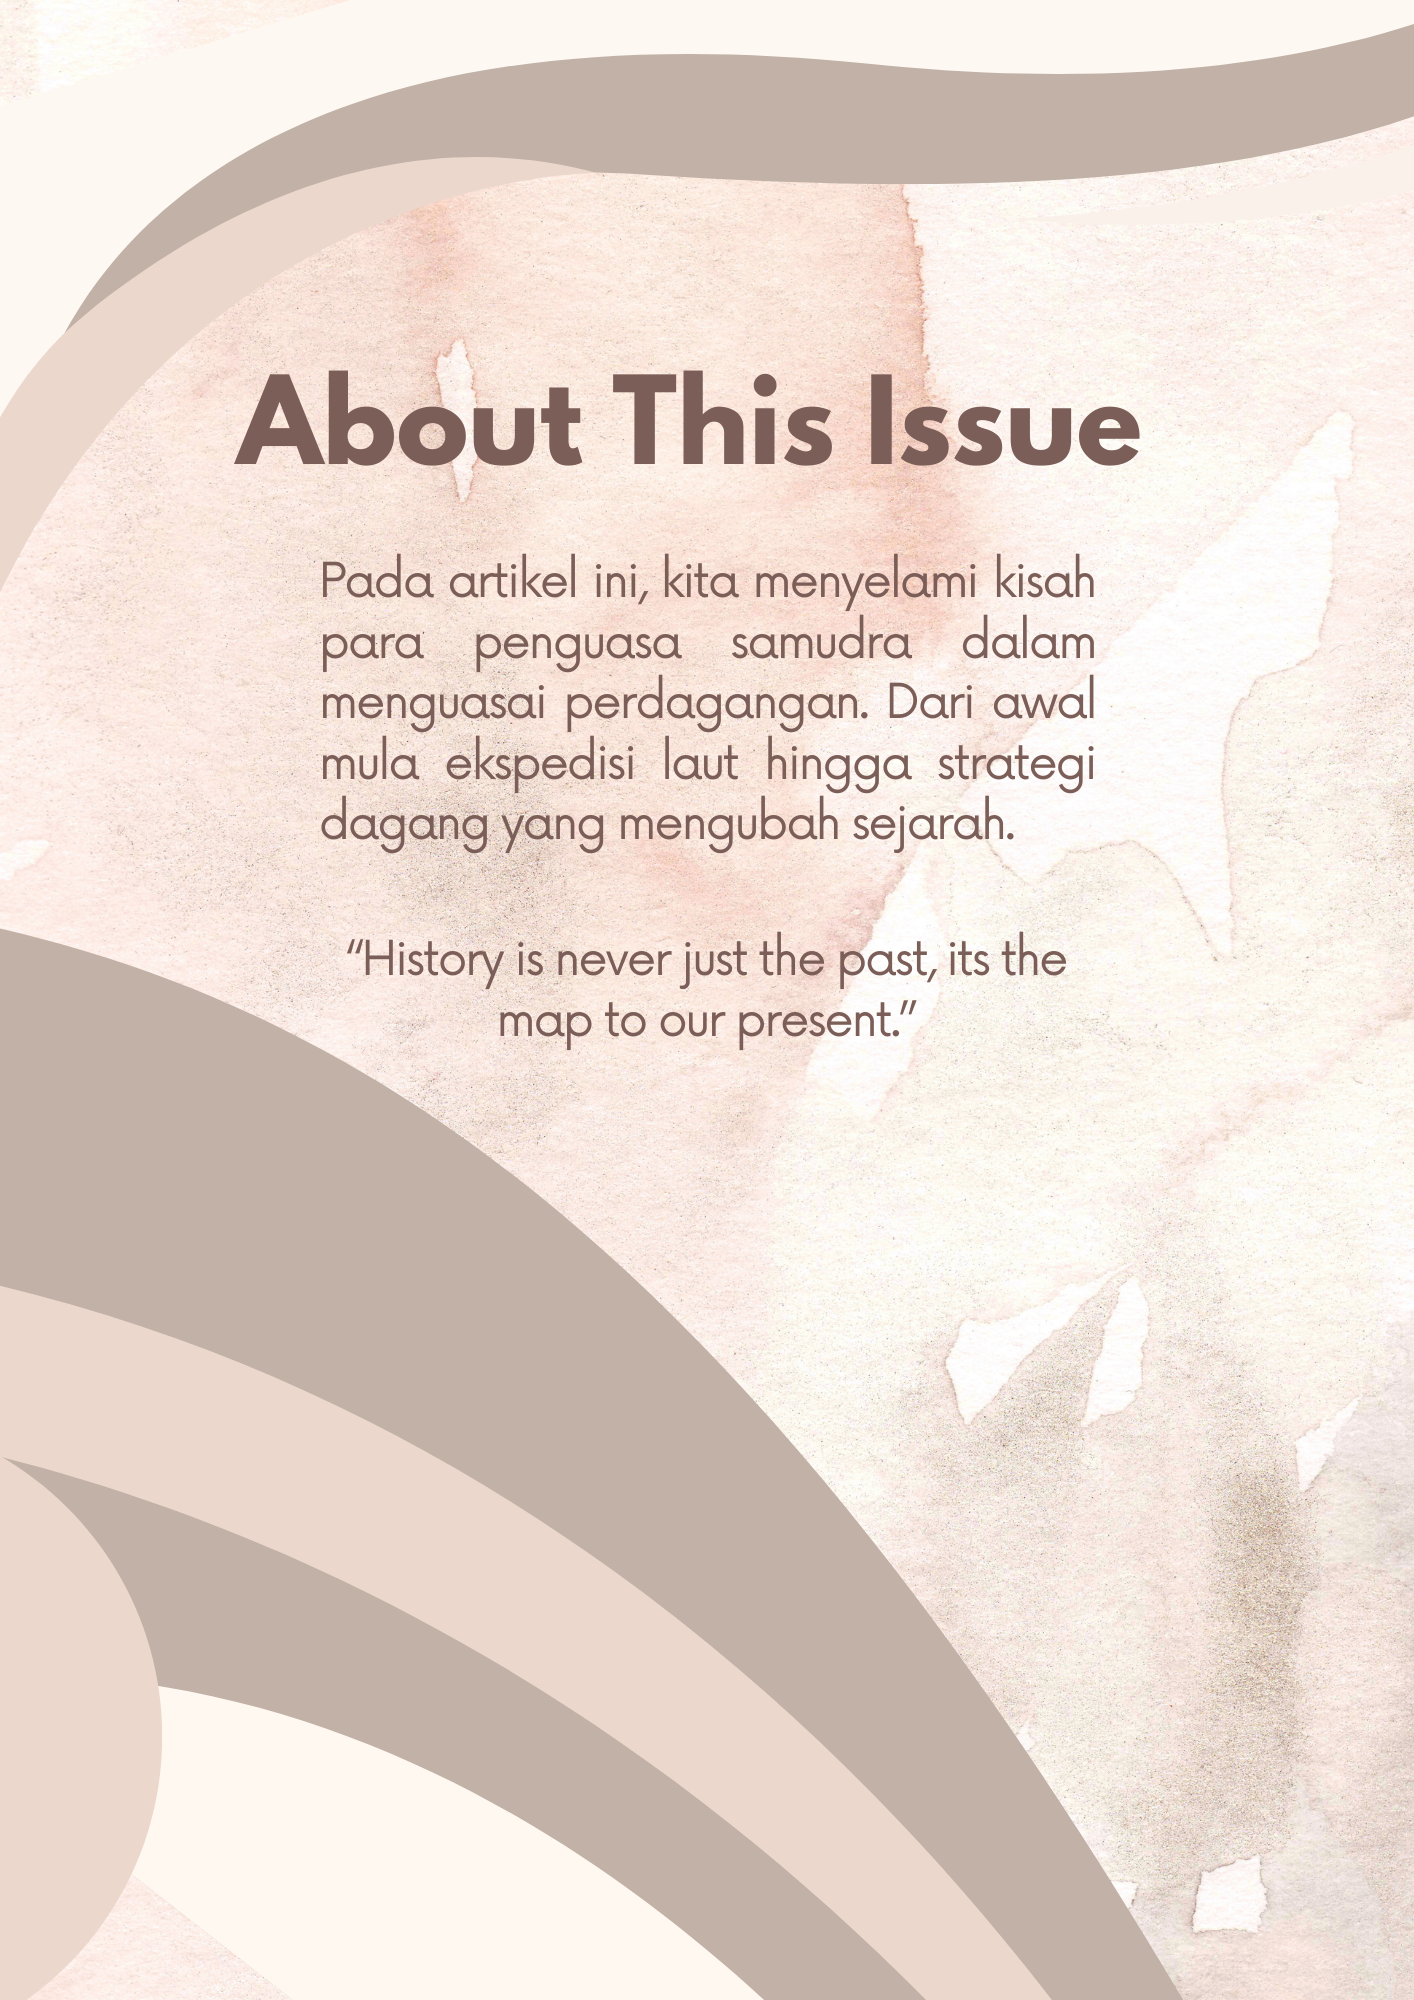 About This Issue
Pada artikel ini, kita menyelami kisah
para penguasa samudra dalam
menguasai perdagangan. Dari awal
mula ekspedisi laut hingga strategi
dagang yang mengubah sejarah.
“History is never just the past, its the
map to our present.”